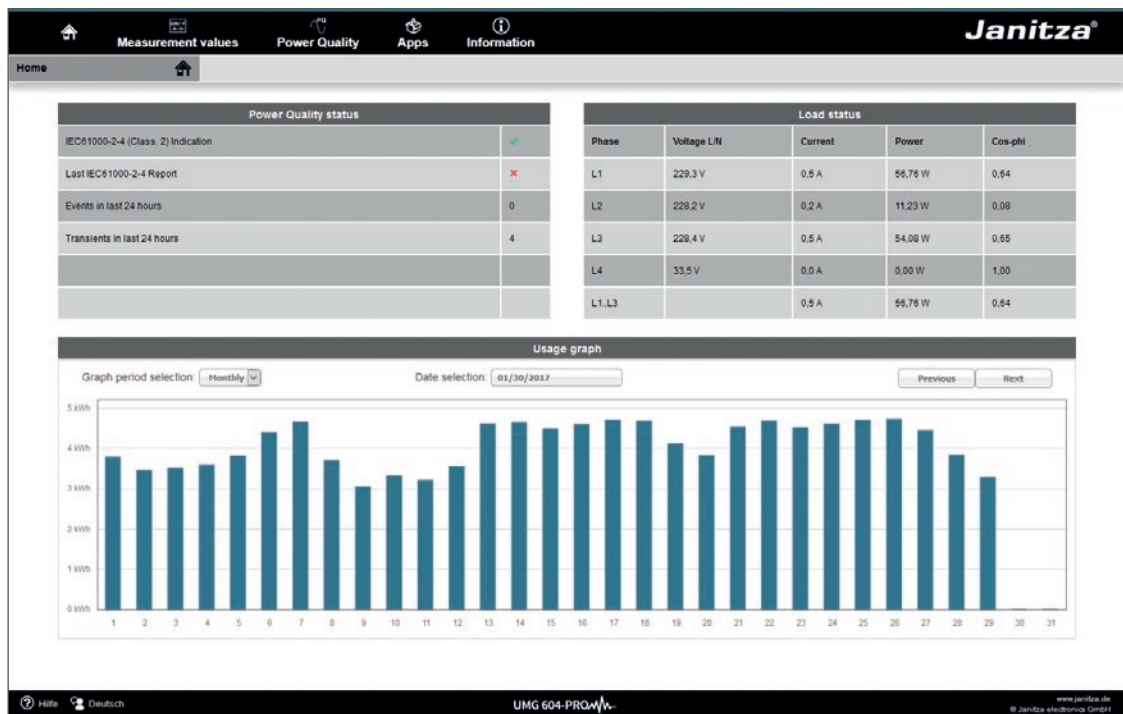 Measurement values Power Quality Apps Information Janitza®
Home
Power Quality status
IEC61000-2-4 (Class. 2) Indication
Last IEC61000-2-4 Report
Events in last 24 hours 0
Transients in last 24 hours 4
Load status
Phase Voltage L/N Current Power Cos-phi
L1 229,3 V 0,5 A 56,76 W 0,64
L2 228,2 V 0,2 A 11,23 W 0,08
L3 228,4 V 0,5 A 54,08 W 0,65
L4 33,5 V 0,0 A 0,00 W 1,00
L1..L3 0,5 A 56,76 W 0,64
Usage graph
Graph period selection: Monthly Date selection: 01/30/2017 Previous Next
5 kWh
4 kWh
3 kWh
2 kWh
1 kWh
0 kWh
1 2 3 4 5 6 7 8 9 10 11 12 13 14 15 16 17 18 19 20 21 22 23 24 25 26 27 28 29 30 31
Hilfe Deutsch UMG 604-PRO www.janitza.de
© Janitza electronics GmbH